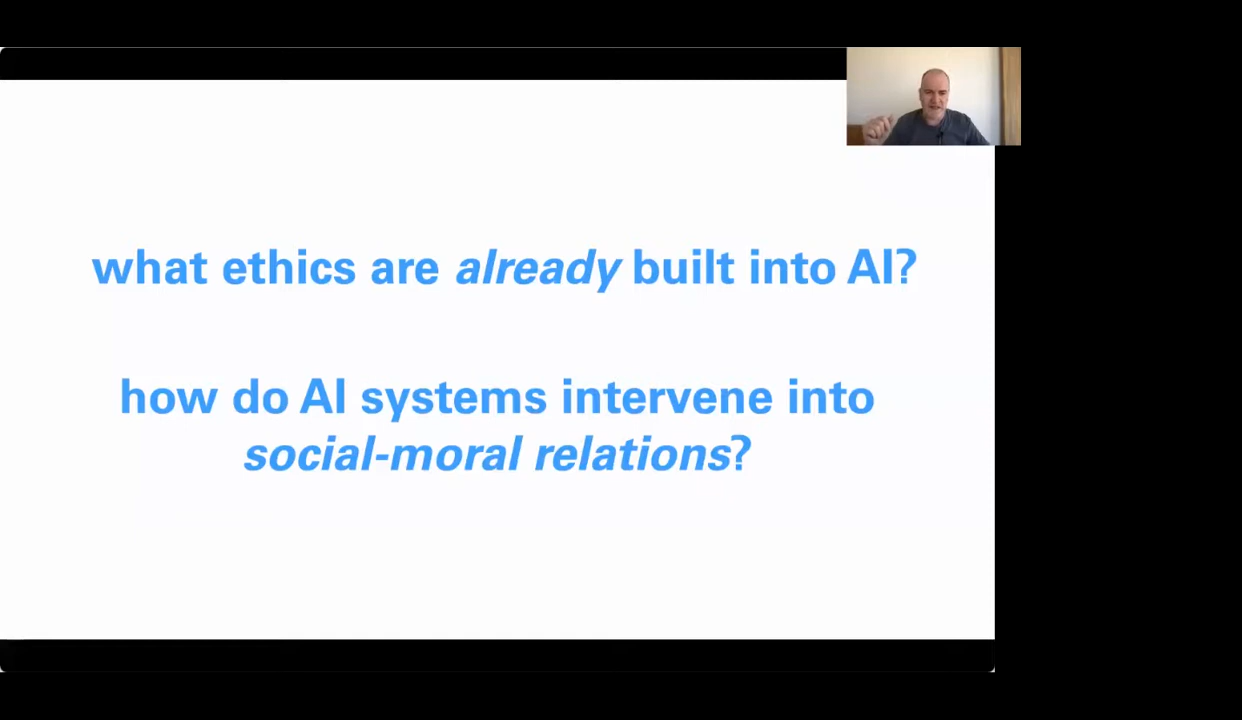 what ethics are already built into AI?
how do AI systems intervene into
social-moral relations?